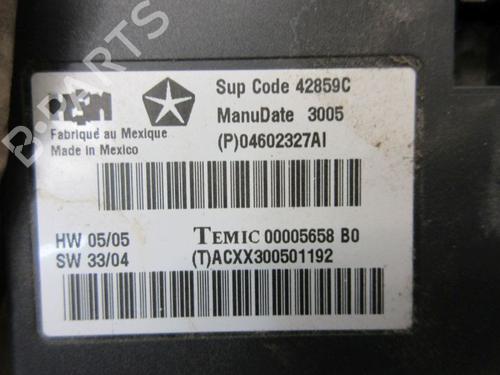 Sup Code 42859C
ManuDate 3005
Fabriqué au Mexique
Made in Mexico
(P)04602327AI
HW 05/05
TEMIC 00005658 B0
SW 33/04
(T)ACXX300501192
B-PARTS